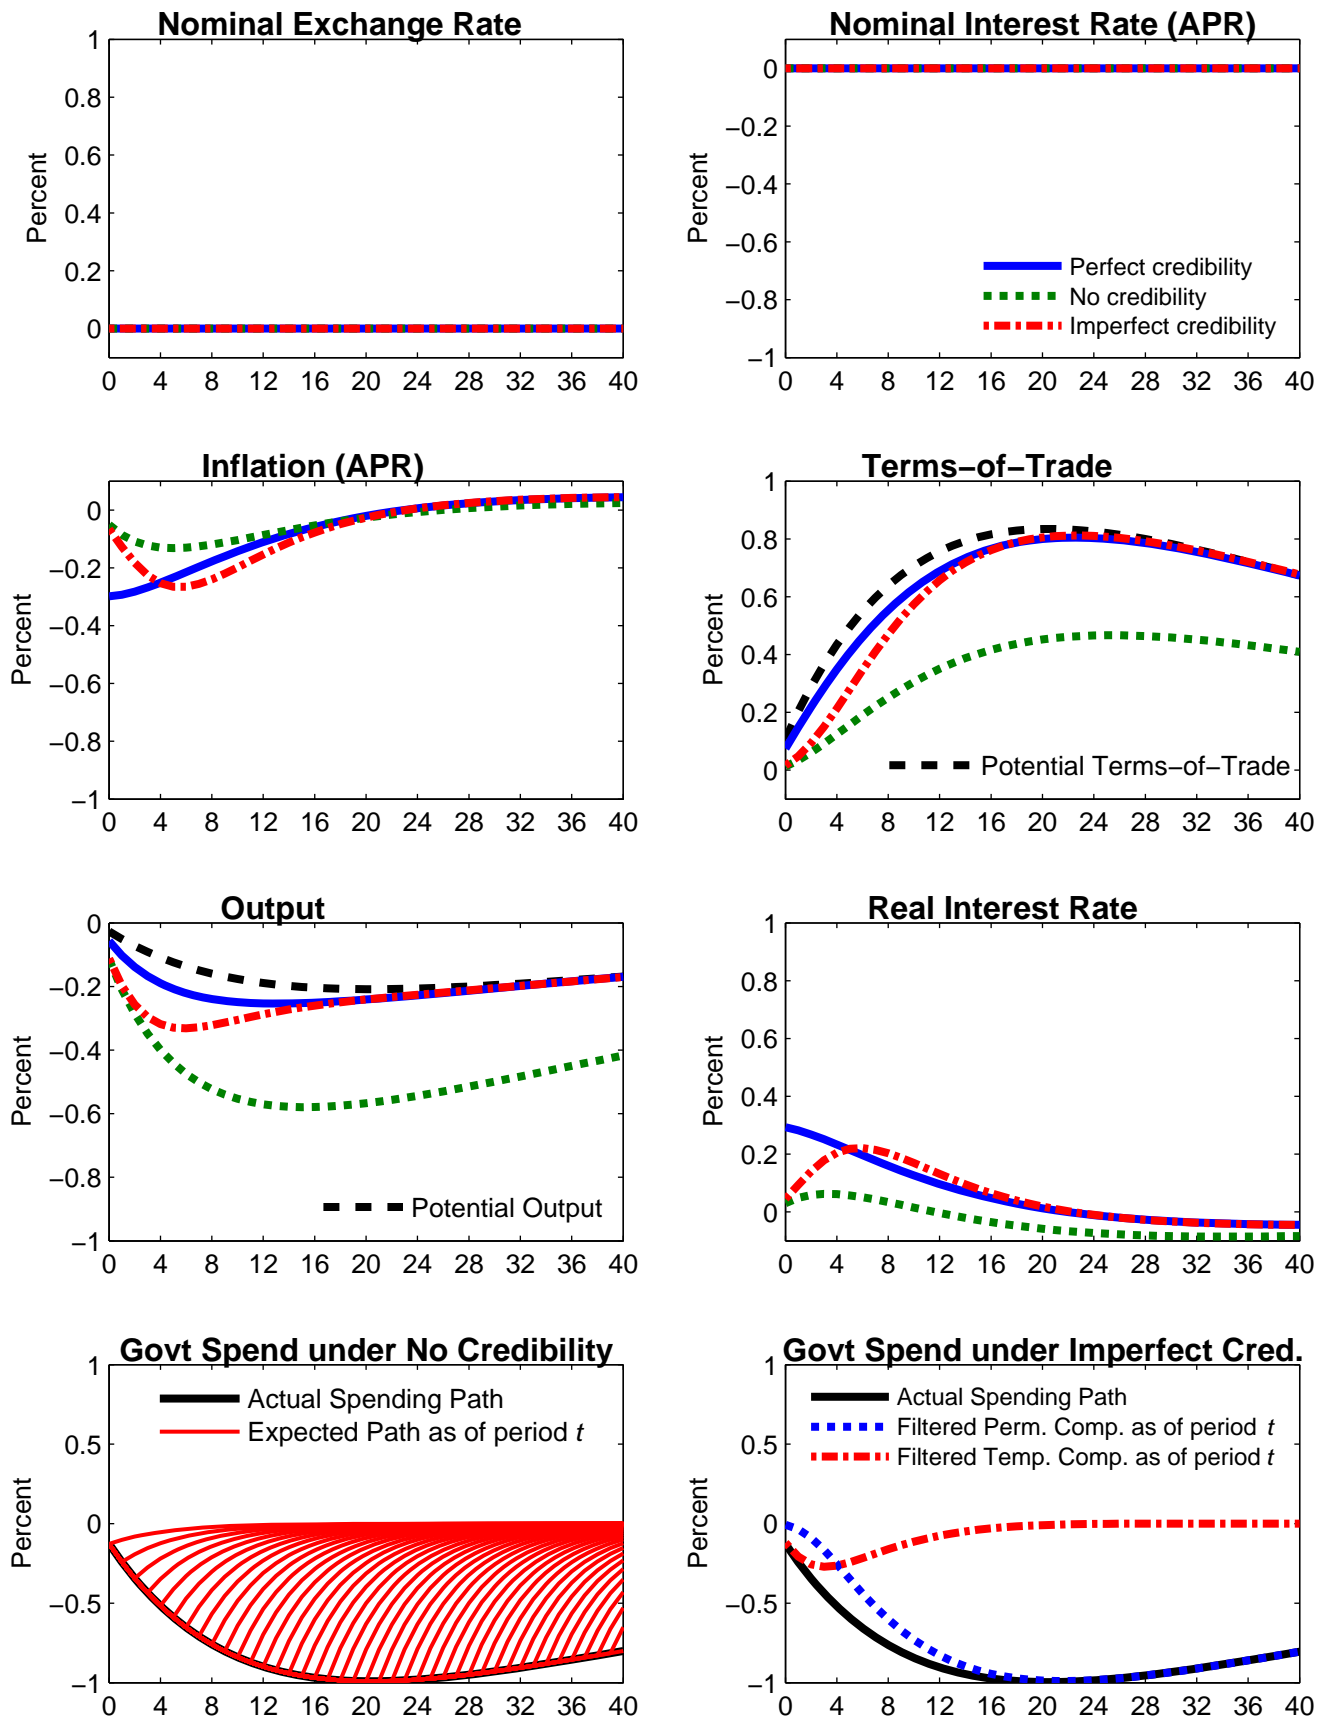 Nominal Exchange Rate
Percent
1
0.8
0.6
0.4
0.2
0
0 4 8 12 16 20 24 28 32 36 40
Nominal Interest Rate (APR)
Percent
0
−0.2
−0.4
−0.6
−0.8
−1
Perfect credibility
No credibility
Imperfect credibility
0 4 8 12 16 20 24 28 32 36 40
Inflation (APR)
Percent
0
−0.2
−0.4
−0.6
−0.8
−1
0 4 8 12 16 20 24 28 32 36 40
Terms−of−Trade
Percent
1
0.8
0.6
0.4
0.2
0
Potential Terms−of−Trade
0 4 8 12 16 20 24 28 32 36 40
Output
Percent
0
−0.2
−0.4
−0.6
−0.8
−1
Potential Output
0 4 8 12 16 20 24 28 32 36 40
Real Interest Rate
Percent
1
0.8
0.6
0.4
0.2
0
0 4 8 12 16 20 24 28 32 36 40
Govt Spend under No Credibility
Percent
1
0.5
0
−0.5
−1
Actual Spending Path
Expected Path as of period t
0 4 8 12 16 20 24 28 32 36 40
Govt Spend under Imperfect Cred.
Percent
1
0.5
0
−0.5
−1
Actual Spending Path
Filtered Perm. Comp. as of period t
Filtered Temp. Comp. as of period t
0 4 8 12 16 20 24 28 32 36 40